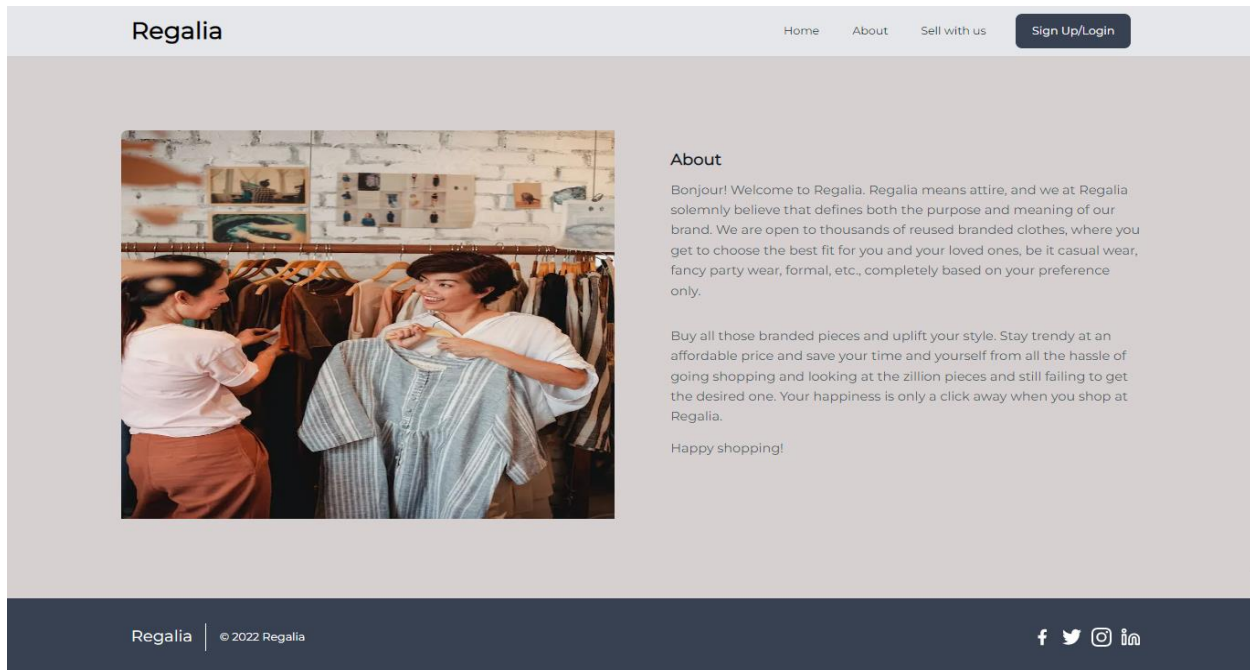 Regalia
Home
About
Sell with us
Sign Up/Login
About
Bonjour! Welcome to Regalia. Regalia means attire, and we at Regalia
solemnly believe that defines both the purpose and meaning of our
brand. We are open to thousands of reused branded clothes, where you
get to choose the best fit for you and your loved ones, be it casual wear,
fancy party wear, formal, etc., completely based on your preference
only.
Buy all those branded pieces and uplift your style. Stay trendy at an
affordable price and save your time and yourself from all the hassle of
going shopping and looking at the zillion pieces and still failing to get
the desired one. Your happiness is only a click away when you shop at
Regalia.
Happy shopping!
Regalia
© 2022 Regalia